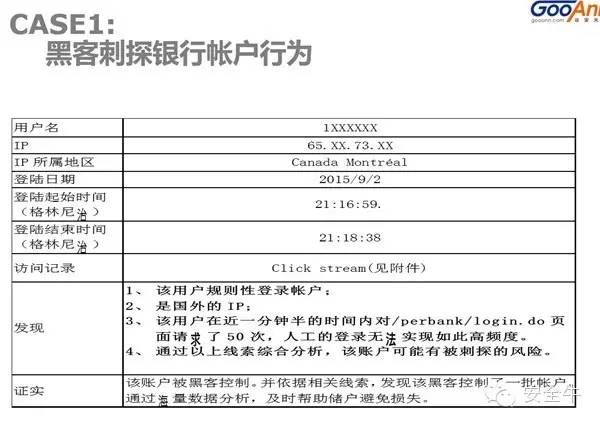 GooAnn
gooann.com
CASE1:
黑客刺探银行帐户行为
用户名 1XXXXXX
IP 65.XX.73.XX
IP 所属地区 Canada Montréal
登陆日期 2015/9/2
登陆起始时间
（格林尼治） 21:16:59.
登陆结束时间
（格林尼治） 21:18:38
访问记录 Click stream(见附件)
发现
1、 该用户规则性登录帐户；
2、 是国外的 IP；
3、 该用户在近一分钟半的时间内对/perbank/login.do 页
面请求了 50 次，人工的登录无法实现如此高频度。
4、 通过以上线索综合分析，该账户可能有被刺探的风险。
证实
该账户被黑客控制。并依据相关线索，发现该黑客控制了一批帐户。
通过海量数据分析，及时帮助储户避免损失。
安全牛